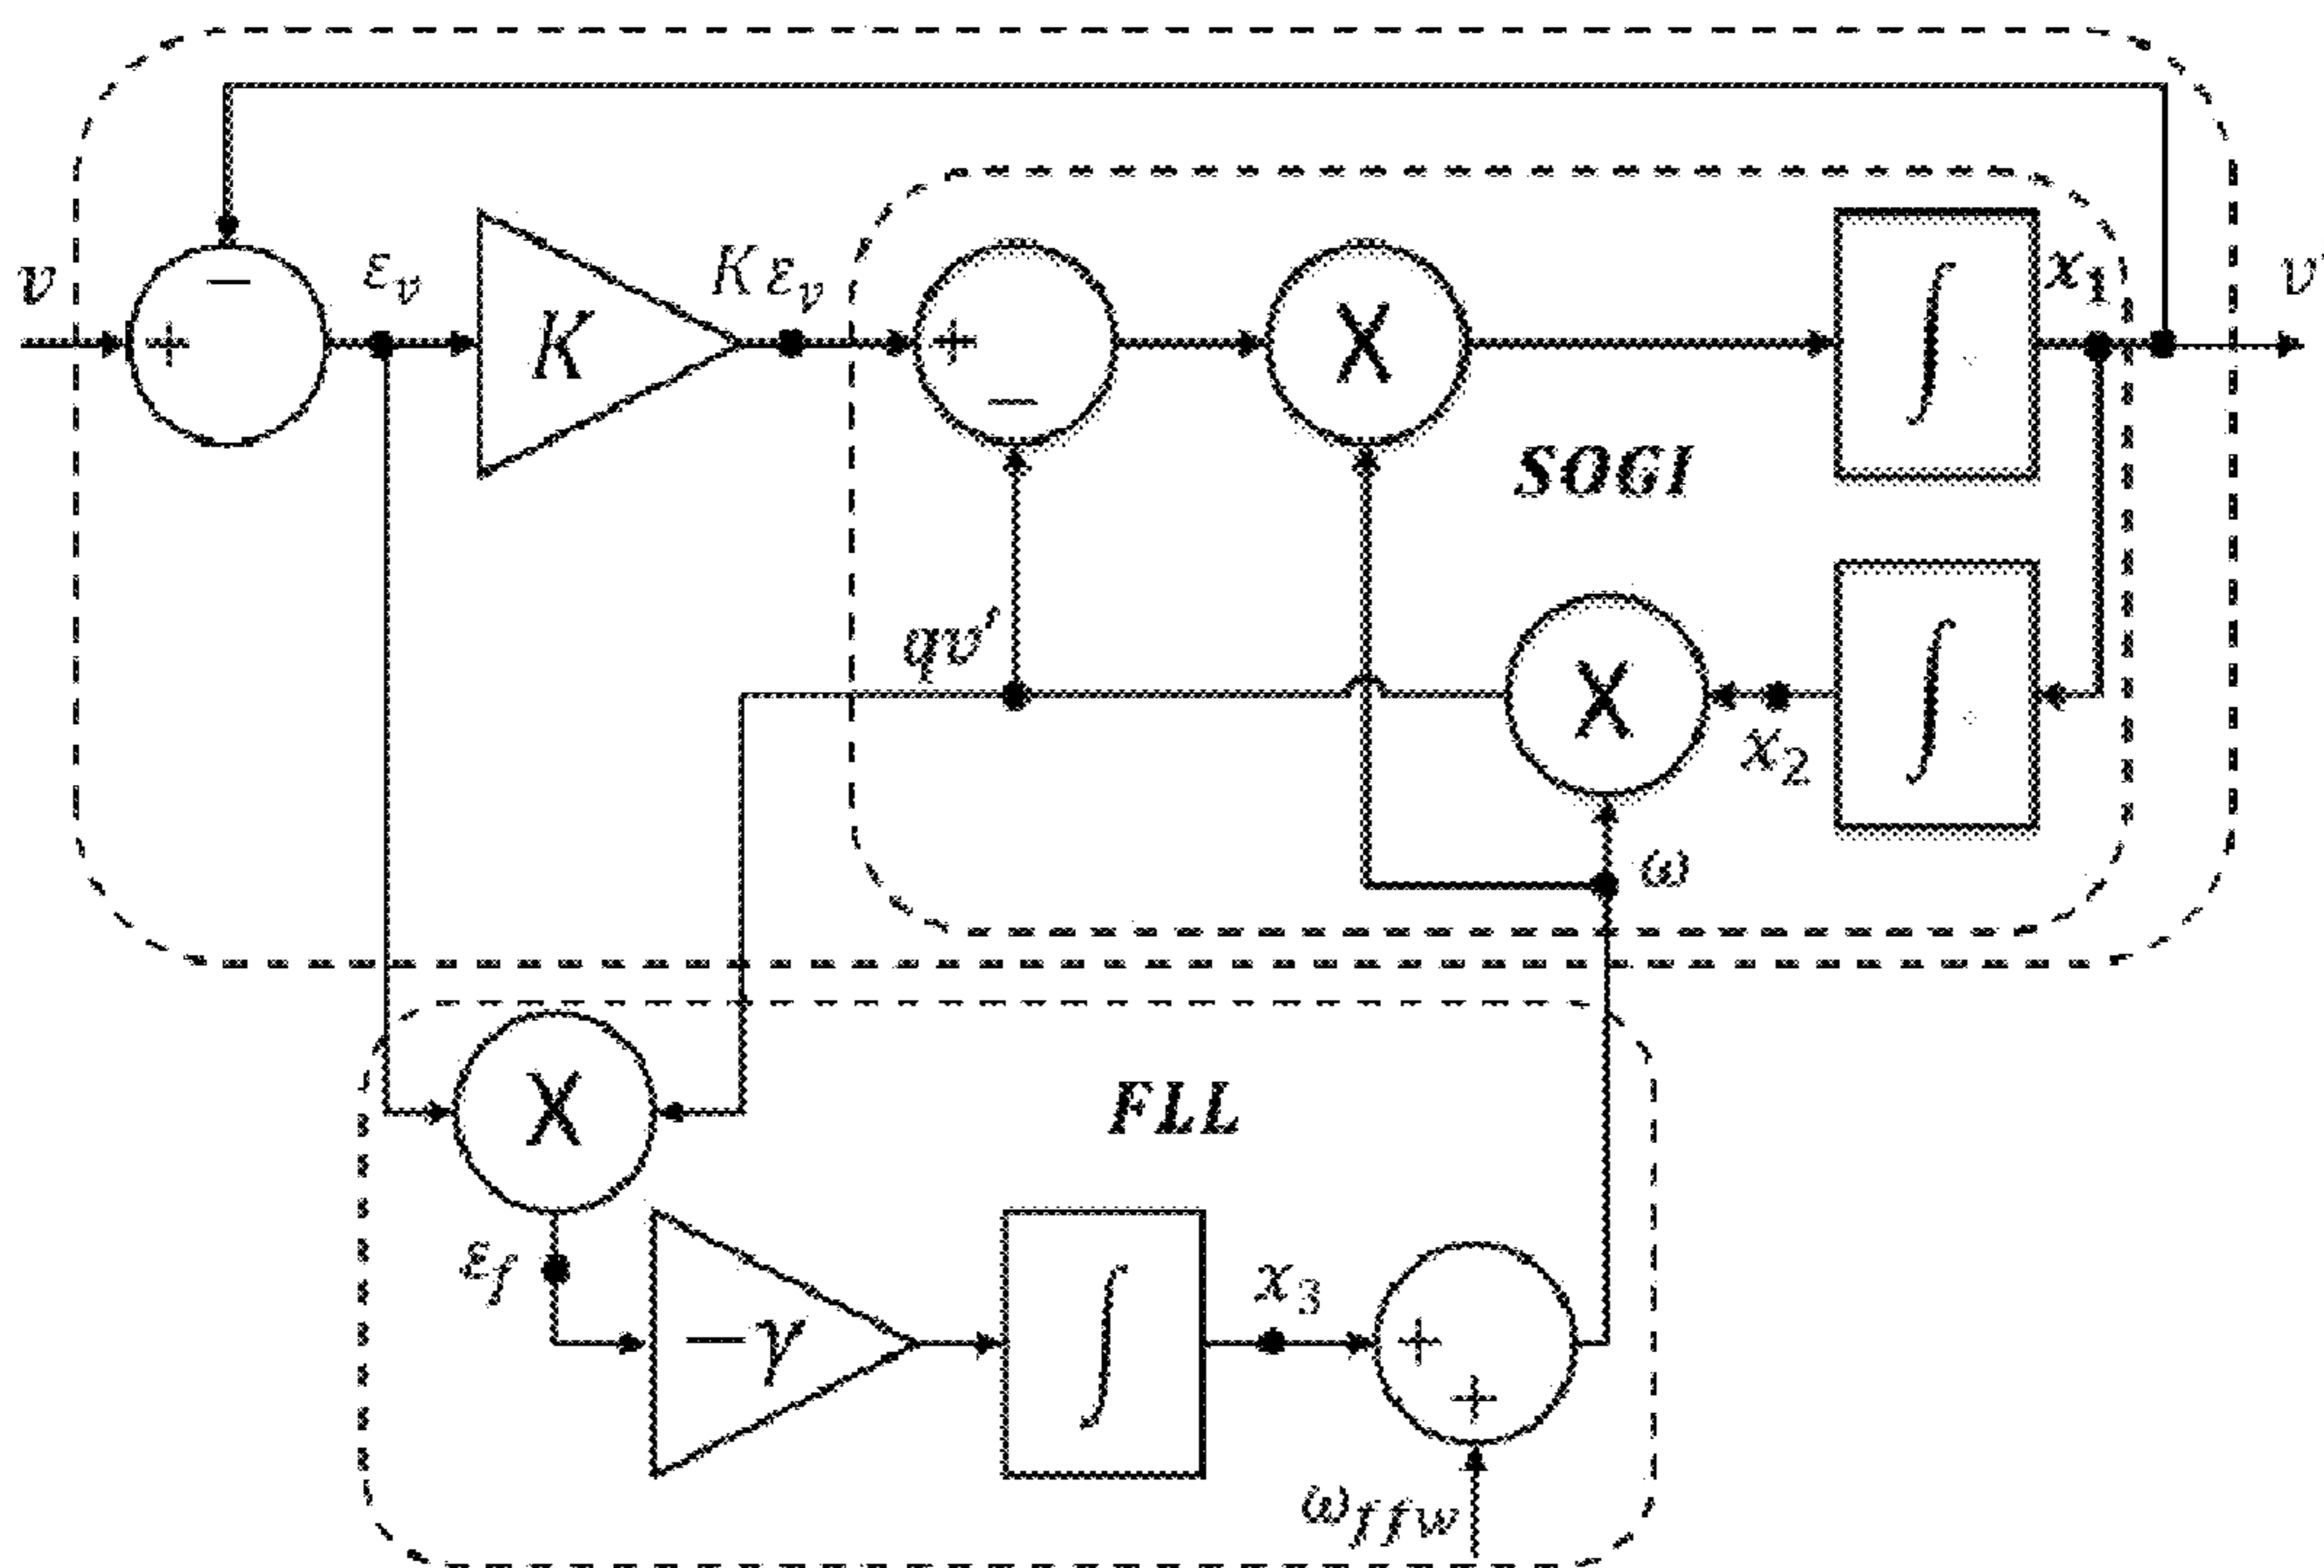 v
−
+
ε_v
K
Kε_v
+
−
X
∫
x_1
v'
SOGI
qv'
X
x_2
∫
ω
X
FLL
ε_f
−γ
∫
x_3
+
+
ω_ffw